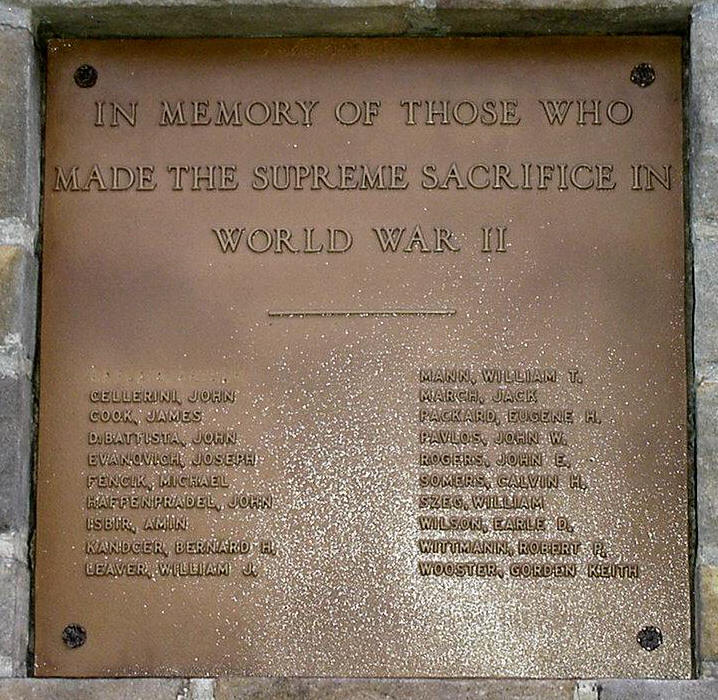 IN MEMORY OF THOSE WHO
MADE THE SUPREME SACRIFICE IN
WORLD WAR II
CELLERINI, JOHN
COOK, JAMES
D.BATTISTA, JOHN
EVANOVICH, JOSEPH
FENCIK, MICHAEL
HAFFENPRADEL, JOHN
ISBIR, AMIN
KANDCER, BERNARD H.
LEAVER, WILLIAM J.
MANN, WILLIAM T.
MARCH, JACK
PACKARD, EUGENE H.
PAVLOS, JOHN W.
ROGERS, JOHN E.
SOMERS, CALVIN H.
SZEG, WILLIAM
WILSON, EARLE D.
WITTMANN, ROBERT P.
WOOSTER, GORDEN KEITH